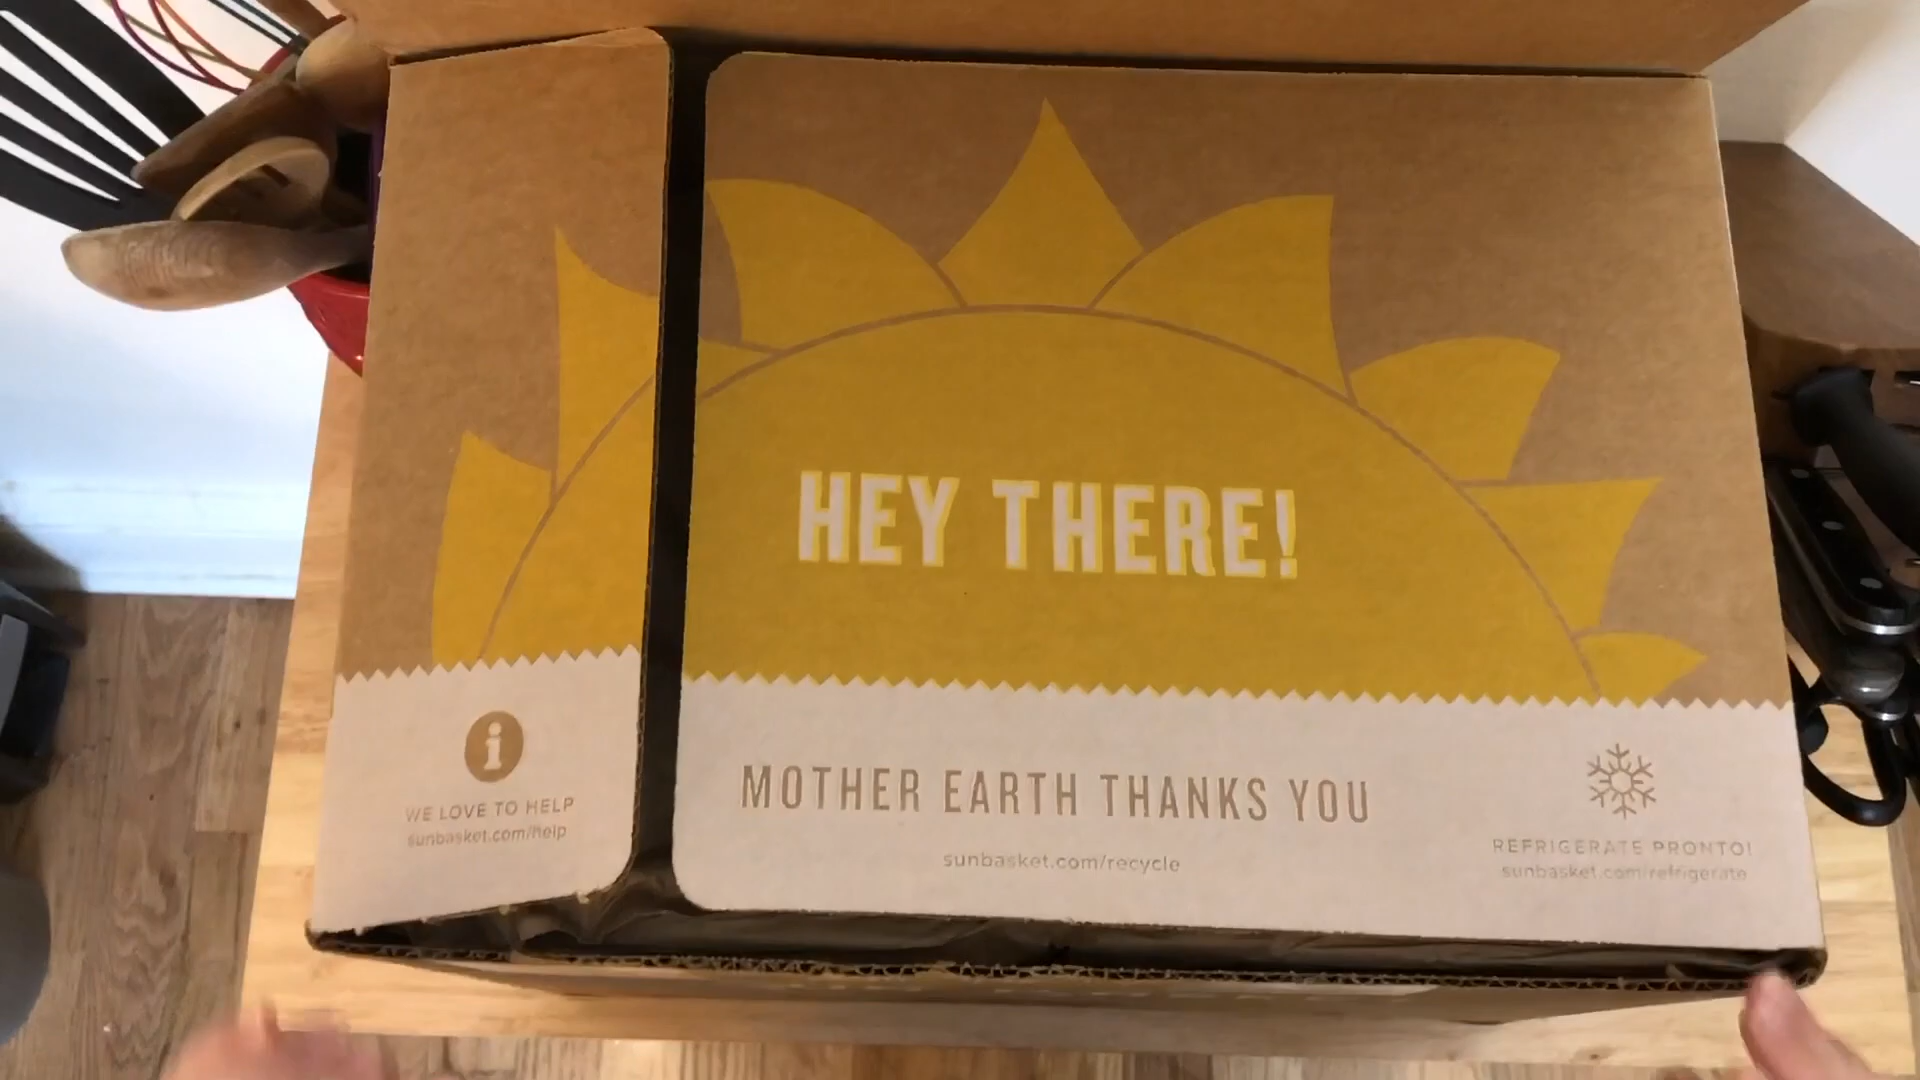 HEY THERE!
WE LOVE TO HELP
sunbasket.com/help
MOTHER EARTH THANKS YOU
sunbasket.com/recycle
REFRIGERATE PRONTO!
sunbasket.com/refrigerate